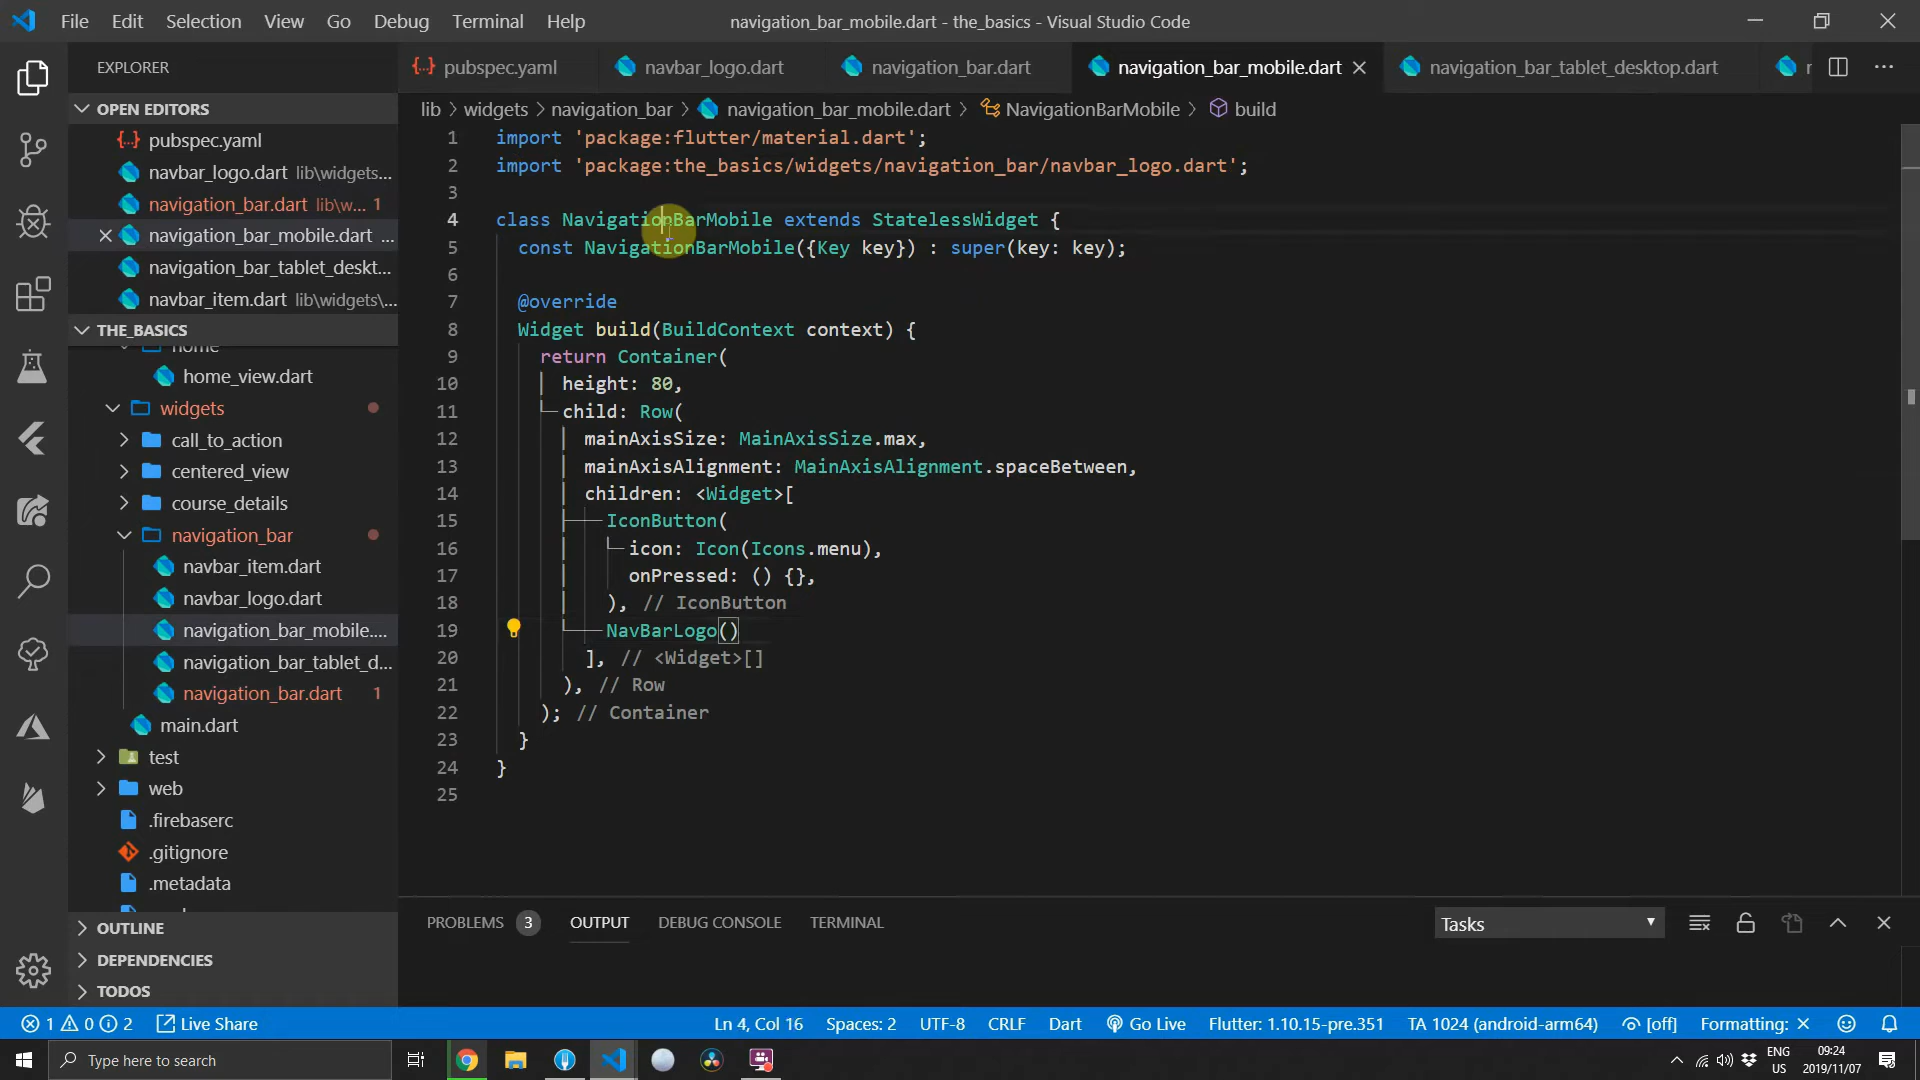 File Edit Selection View Go Debug Terminal Help
navigation_bar_mobile.dart - the_basics - Visual Studio Code
EXPLORER
OPEN EDITORS
pubspec.yaml
navbar_logo.dart lib\widgets...
navigation_bar.dart lib\w... 1
navigation_bar_mobile.dart ...
navigation_bar_tablet_deskt...
navbar_item.dart lib\widgets\...
THE_BASICS
home
home_view.dart
widgets
call_to_action
centered_view
course_details
navigation_bar
navbar_item.dart
navbar_logo.dart
navigation_bar_mobile....
navigation_bar_tablet_d...
navigation_bar.dart 1
main.dart
test
web
.firebaserc
.gitignore
.metadata
OUTLINE
DEPENDENCIES
TODOS
pubspec.yaml navbar_logo.dart navigation_bar.dart navigation_bar_mobile.dart navigation_bar_tablet_desktop.dart
lib > widgets > navigation_bar > navigation_bar_mobile.dart > NavigationBarMobile > build
1 import 'package:flutter/material.dart';
2 import 'package:the_basics/widgets/navigation_bar/navbar_logo.dart';
3
4 class NavigationBarMobile extends StatelessWidget {
5 const NavigationBarMobile({Key key}) : super(key: key);
6
7 @override
8 Widget build(BuildContext context) {
9 return Container(
10 height: 80,
11 child: Row(
12 mainAxisSize: MainAxisSize.max,
13 mainAxisAlignment: MainAxisAlignment.spaceBetween,
14 children: <Widget>[
15 IconButton(
16 icon: Icon(Icons.menu),
17 onPressed: () {},
18 ), // IconButton
19 NavBarLogo()
20 ], // <Widget>[]
21 ), // Row
22 ); // Container
23 }
24 }
25
PROBLEMS 3 OUTPUT DEBUG CONSOLE TERMINAL Tasks
1 0 2 Live Share Ln 4, Col 16 Spaces: 2 UTF-8 CRLF Dart Go Live Flutter: 1.10.15-pre.351 TA 1024 (android-arm64) [off] Formatting: ×
Type here to search
ENG
US
09:24
2019/11/07